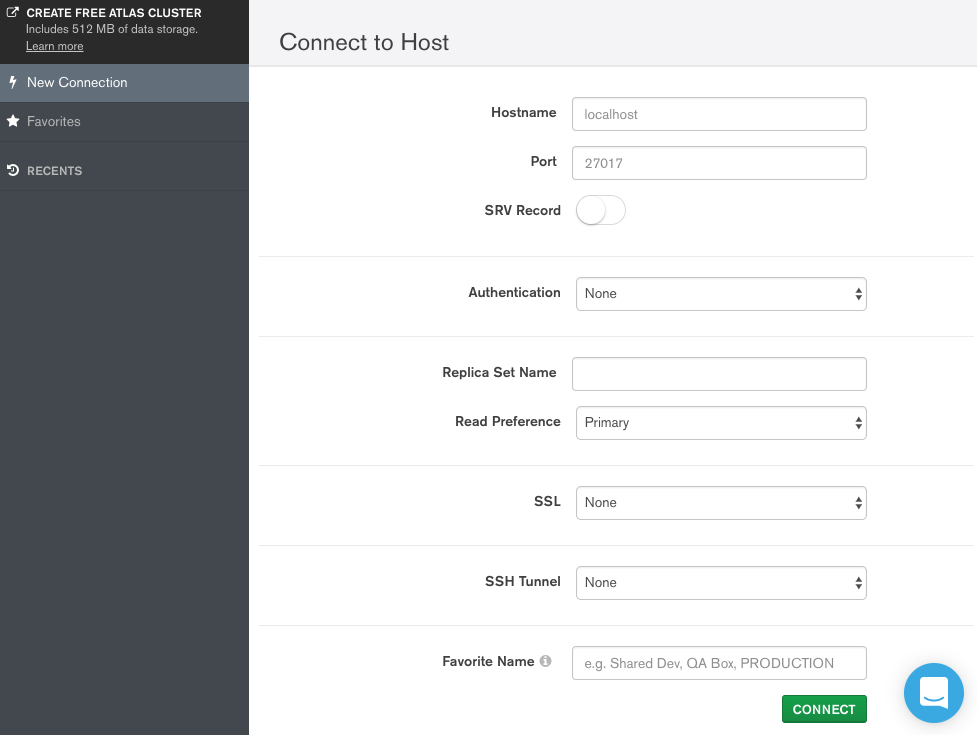 CREATE FREE ATLAS CLUSTER
Includes 512 MB of data storage.
Learn more
New Connection
Favorites
RECENTS
Connect to Host
Hostname localhost
Port 27017
SRV Record
Authentication None
Replica Set Name
Read Preference Primary
SSL None
SSH Tunnel None
Favorite Name e.g. Shared Dev, QA Box, PRODUCTION
CONNECT